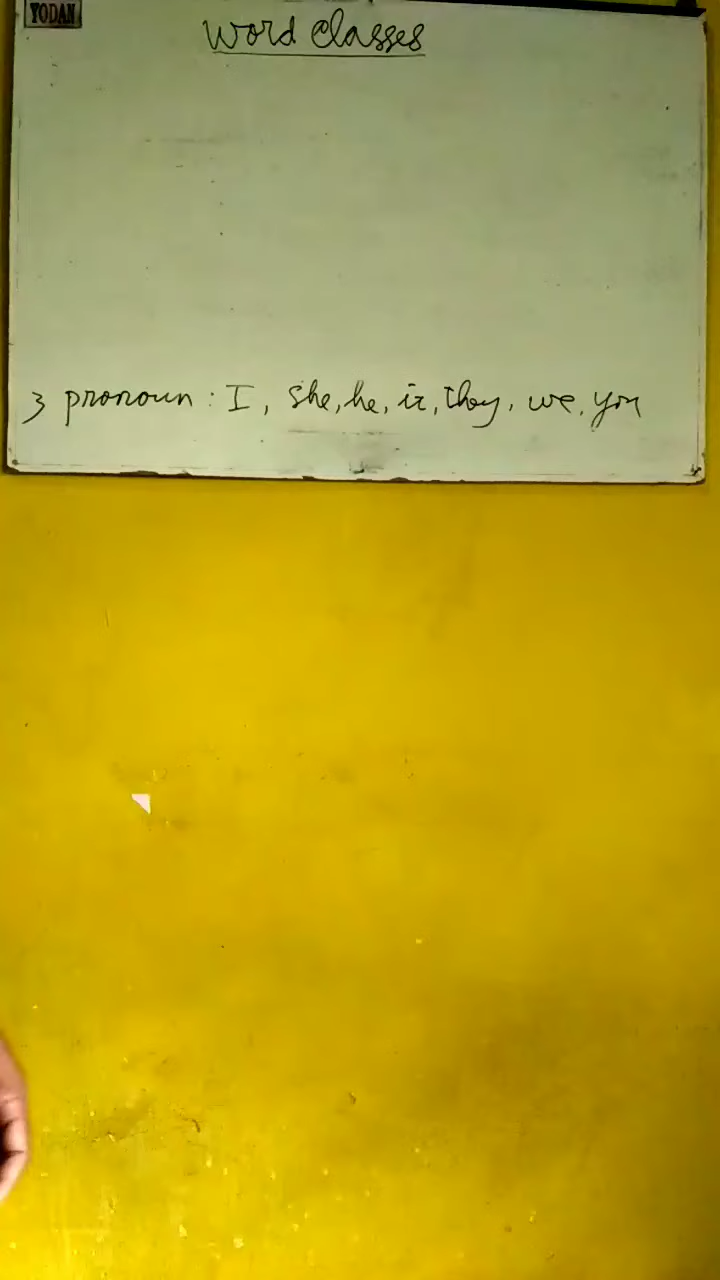 YODAN
Word classes
3 pronoun : I, She, he, it, they, we, you